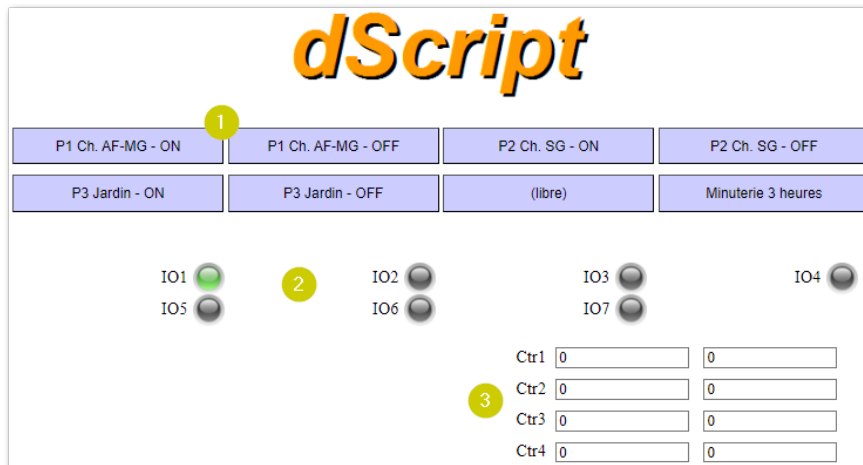 dScript
1
P1 Ch. AF-MG - ON P1 Ch. AF-MG - OFF P2 Ch. SG - ON P2 Ch. SG - OFF
P3 Jardin - ON P3 Jardin - OFF (libre) Minuterie 3 heures
IO1 2 IO2 IO3 IO4
IO5 IO6 IO7
Ctr1 0 0
Ctr2 0 0
3
Ctr3 0 0
Ctr4 0 0